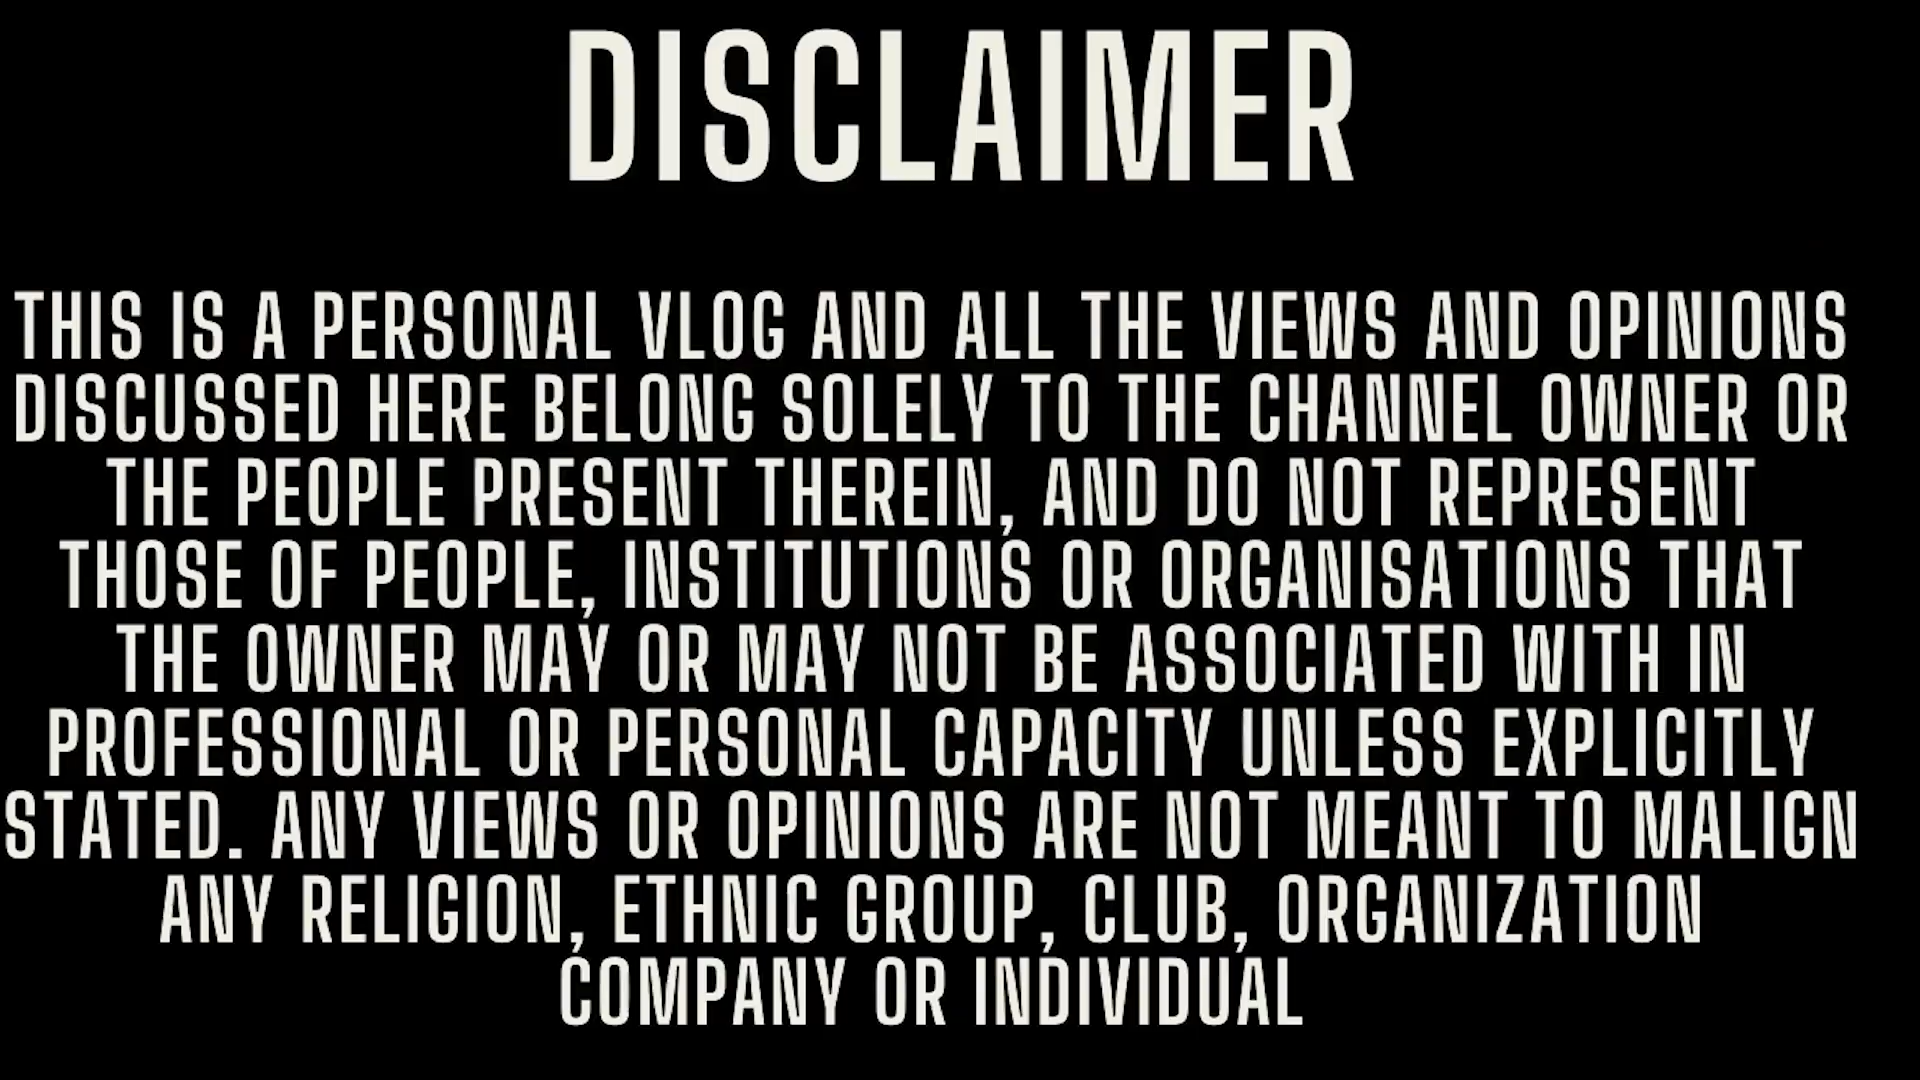 DISCLAIMER
THIS IS A PERSONAL VLOG AND ALL THE VIEWS AND OPINIONS
DISCUSSED HERE BELONG SOLELY TO THE CHANNEL OWNER OR
THE PEOPLE PRESENT THEREIN, AND DO NOT REPRESENT
THOSE OF PEOPLE, INSTITUTIONS OR ORGANISATIONS THAT
THE OWNER MAY OR MAY NOT BE ASSOCIATED WITH IN
PROFESSIONAL OR PERSONAL CAPACITY UNLESS EXPLICITLY
STATED. ANY VIEWS OR OPINIONS ARE NOT MEANT TO MALIGN
ANY RELIGION, ETHNIC GROUP, CLUB, ORGANIZATION
COMPANY OR INDIVIDUAL